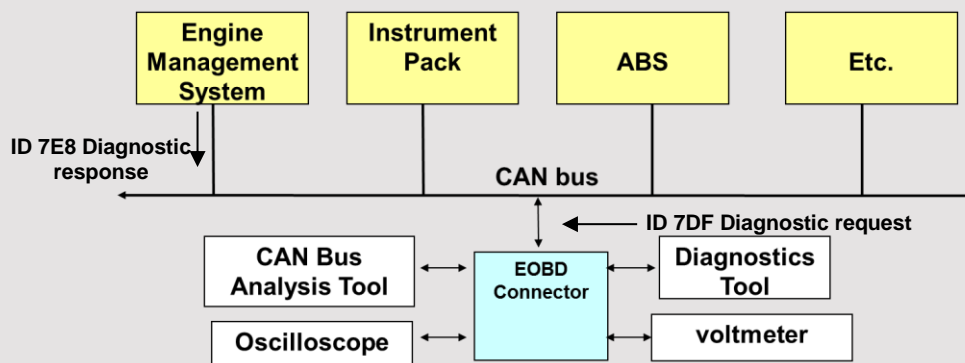 Engine
Management
System
Instrument
Pack
ABS
Etc.
ID 7E8 Diagnostic
response
CAN bus
ID 7DF Diagnostic request
CAN Bus
Analysis Tool
EOBD
Connector
Diagnostics
Tool
Oscilloscope
voltmeter